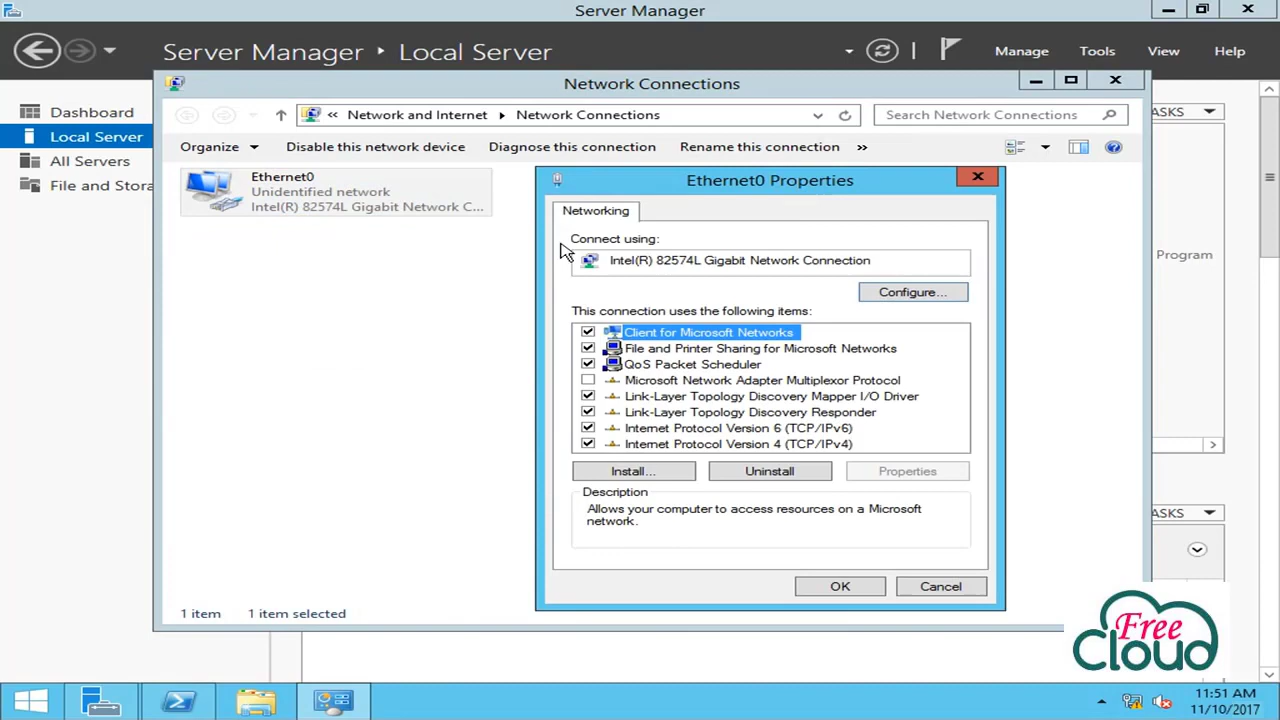 Server Manager
Server Manager ‣ Local Server
Manage Tools View Help
Dashboard
Local Server
All Servers
File and Stora
Network Connections
« Network and Internet ▸ Network Connections
Search Network Connections
Organize Disable this network device Diagnose this connection Rename this connection »
Ethernet0
Unidentified network
Intel(R) 82574L Gigabit Network C...
Ethernet0 Properties
Networking
Connect using:
Intel(R) 82574L Gigabit Network Connection
Configure...
This connection uses the following items:
Client for Microsoft Networks
File and Printer Sharing for Microsoft Networks
QoS Packet Scheduler
Microsoft Network Adapter Multiplexor Protocol
Link-Layer Topology Discovery Mapper I/O Driver
Link-Layer Topology Discovery Responder
Internet Protocol Version 6 (TCP/IPv6)
Internet Protocol Version 4 (TCP/IPv4)
Install... Uninstall Properties
Description
Allows your computer to access resources on a Microsoft
network.
OK Cancel
1 item 1 item selected
ASKS
Program
ASKS
Free
Cloud
11:51 AM
11/10/2017